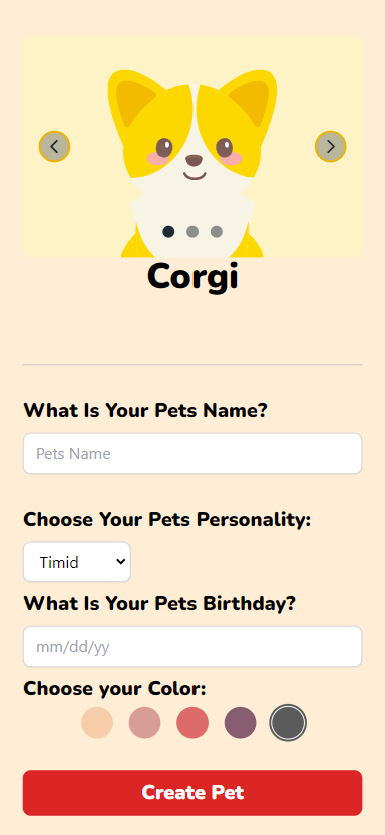 Corgi
What Is Your Pets Name?
Pets Name
Choose Your Pets Personality:
Timid
What Is Your Pets Birthday?
mm/dd/yy
Choose your Color:
Create Pet